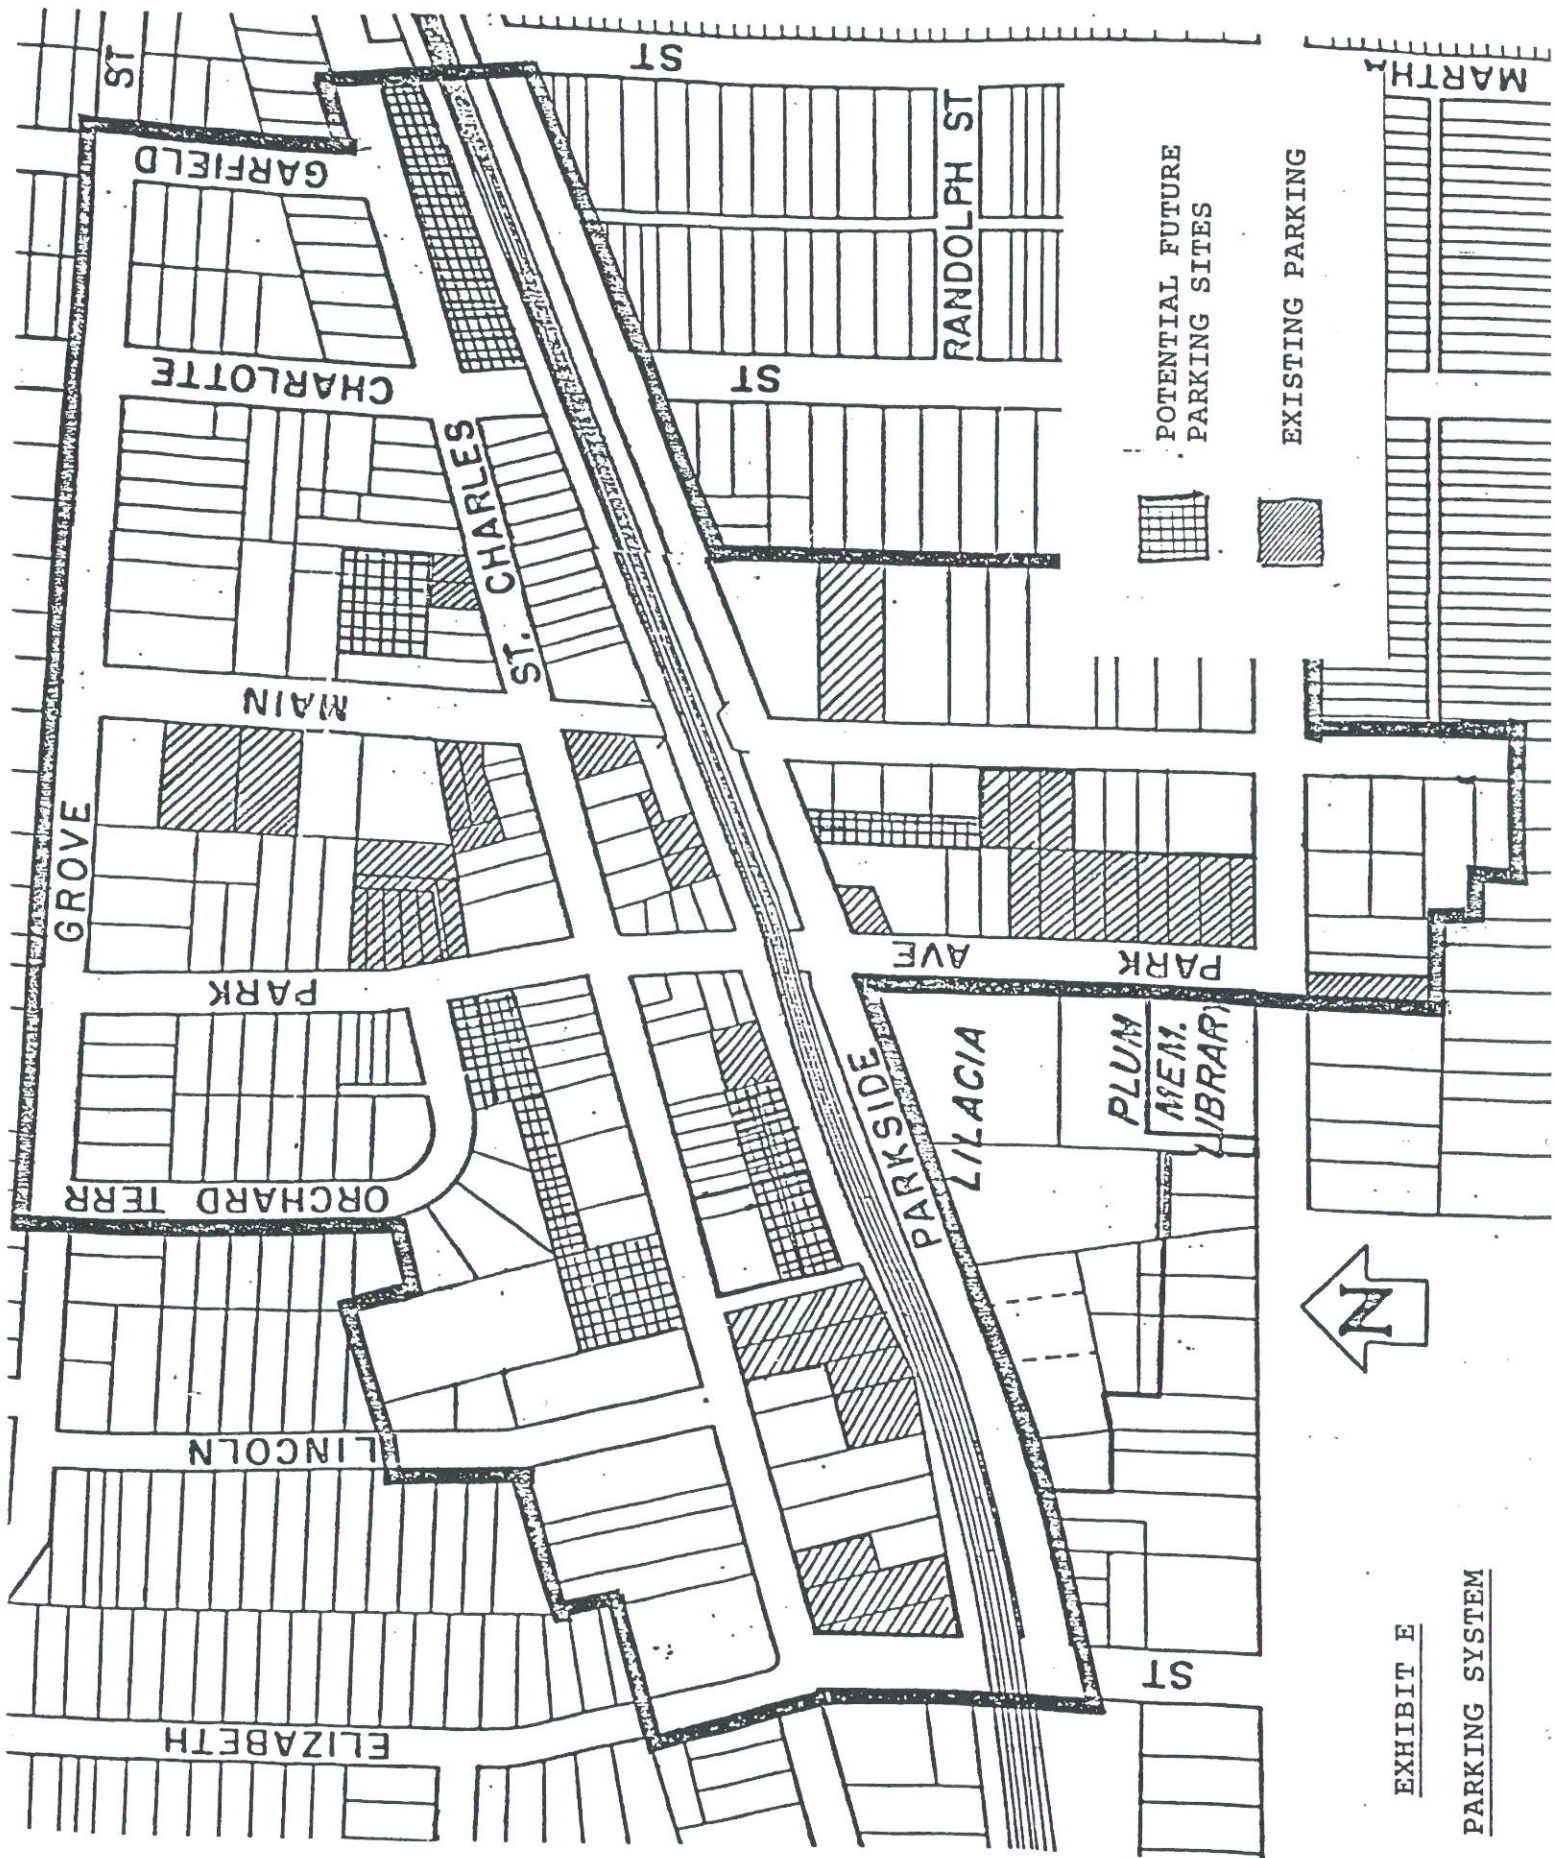 GROVE
ST
GARFIELD
CHARLOTTE
MAIN
PARK
ORCHARD TERR
LINCOLN
ELIZABETH
ST. CHARLES
ST
ST
RANDOLPH ST
PARKSIDE
AVE
PARK
LILACIA
PLUM
MEM.
LIBRARY
ST
POTENTIAL FUTURE
PARKING SITES
EXISTING PARKING
MARTHA
N
EXHIBIT E
PARKING SYSTEM